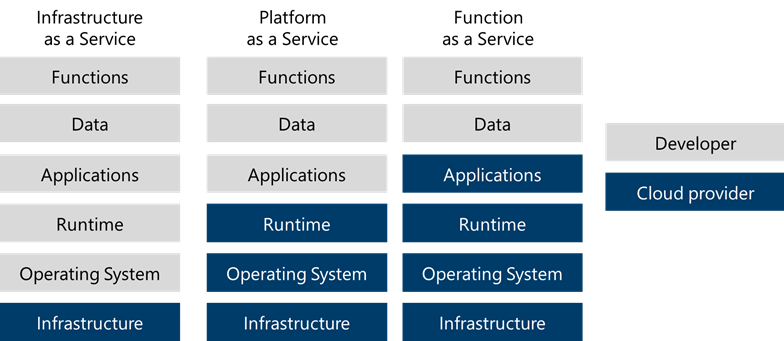 Infrastructure
as a Service
Platform
as a Service
Function
as a Service
Functions
Functions
Functions
Data
Data
Data
Developer
Applications
Applications
Applications
Cloud provider
Runtime
Runtime
Runtime
Operating System
Operating System
Operating System
Infrastructure
Infrastructure
Infrastructure